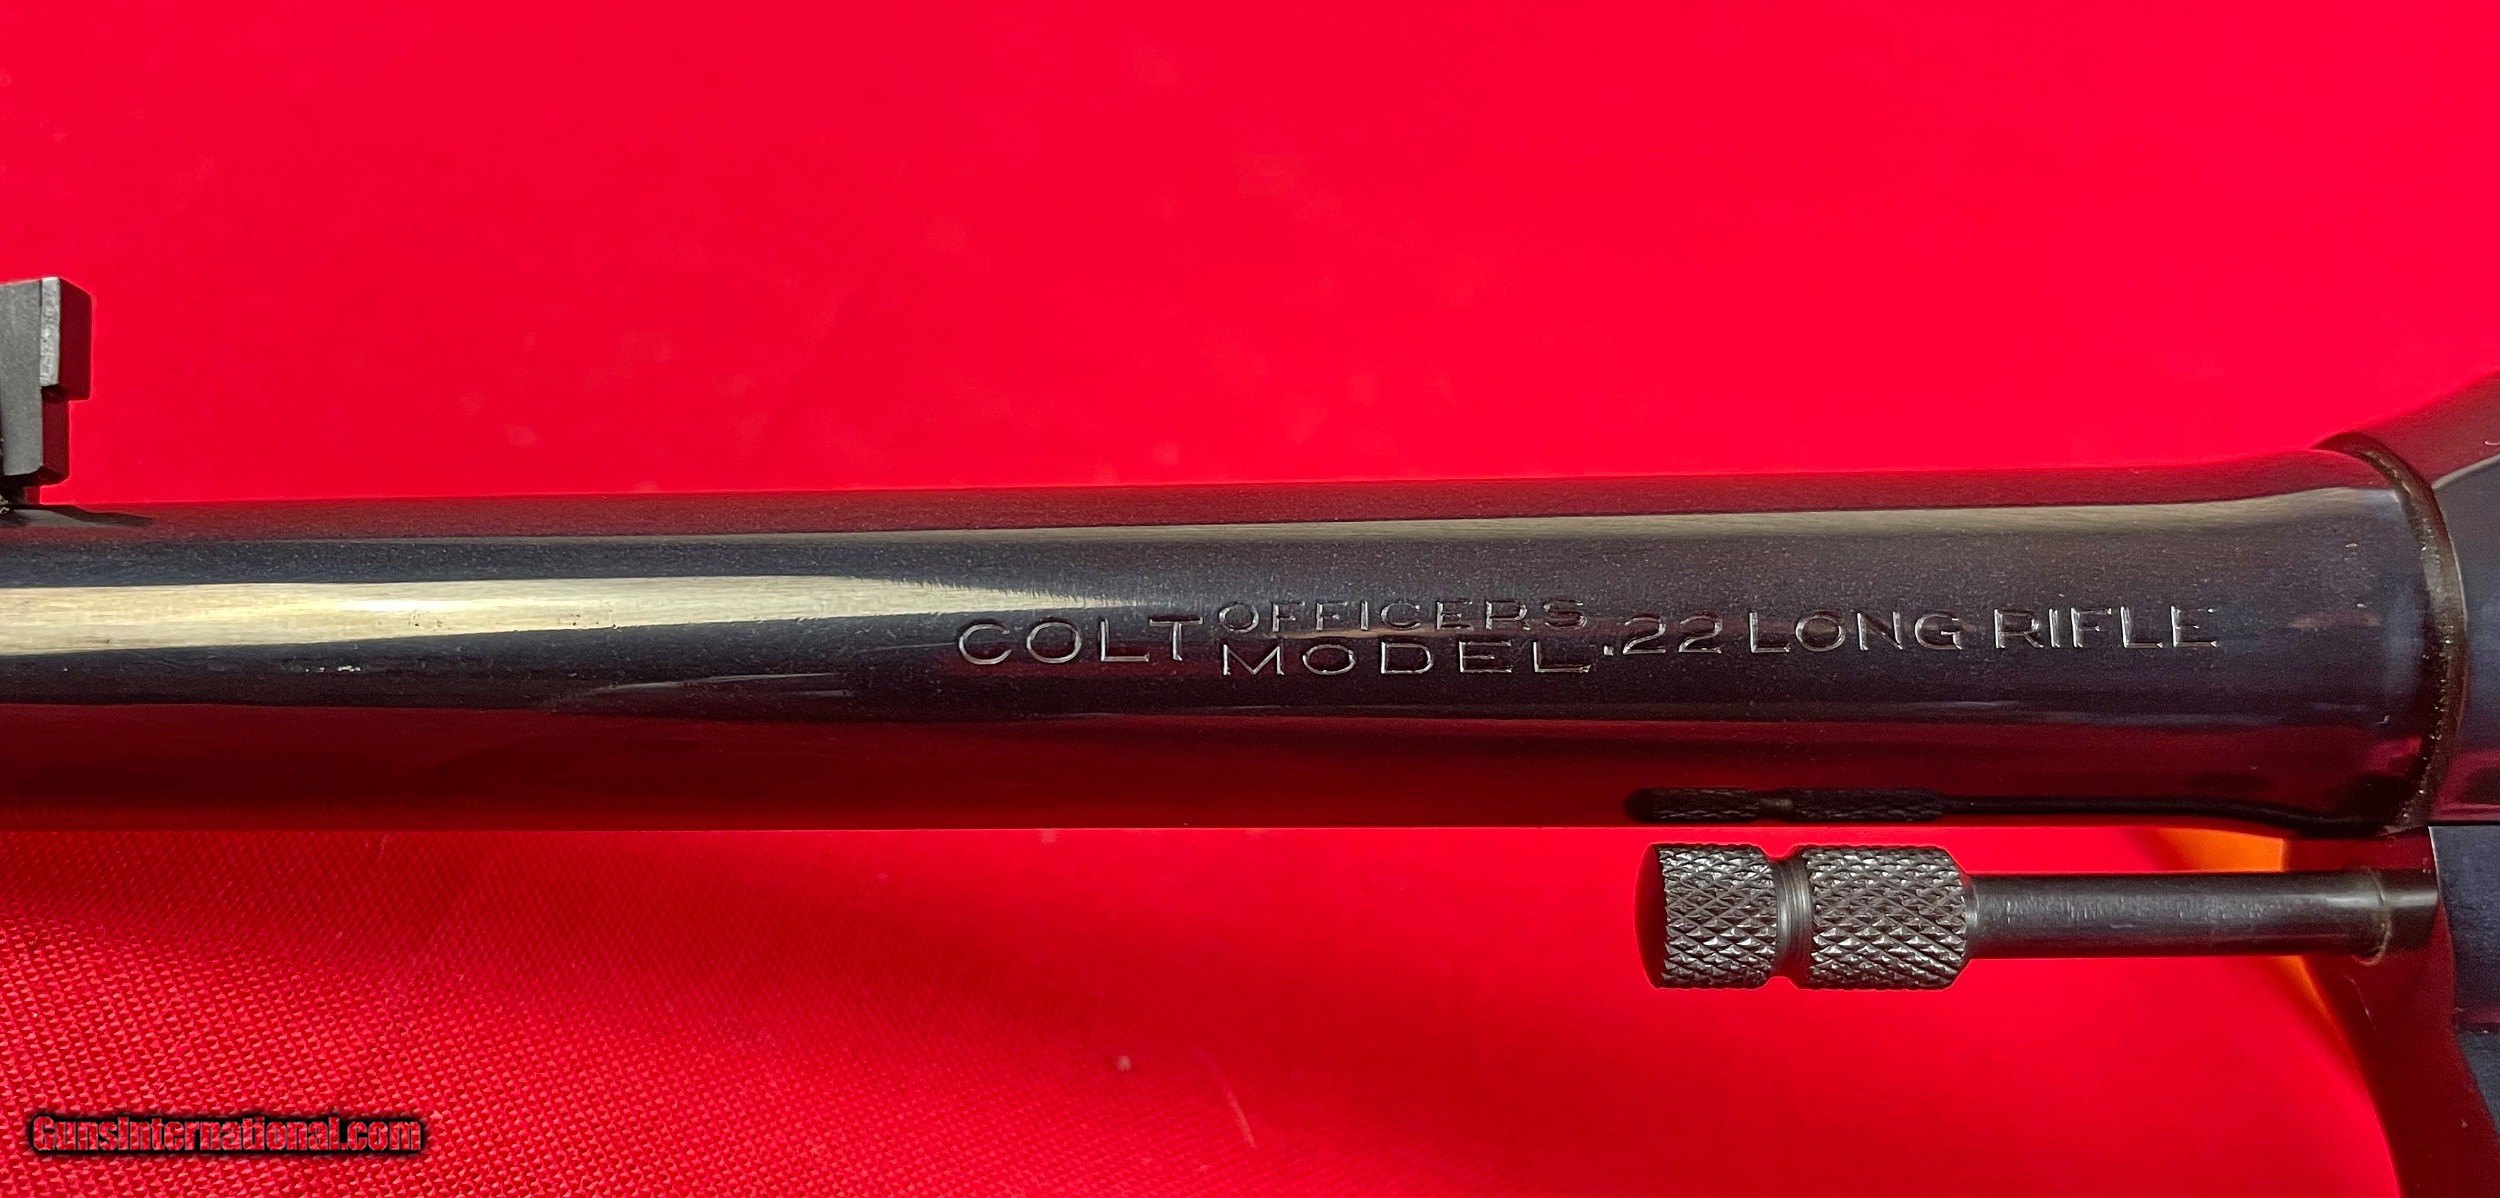 COLT OFFICERS MODEL .22 LONG RIFLE
GunsInternational.com